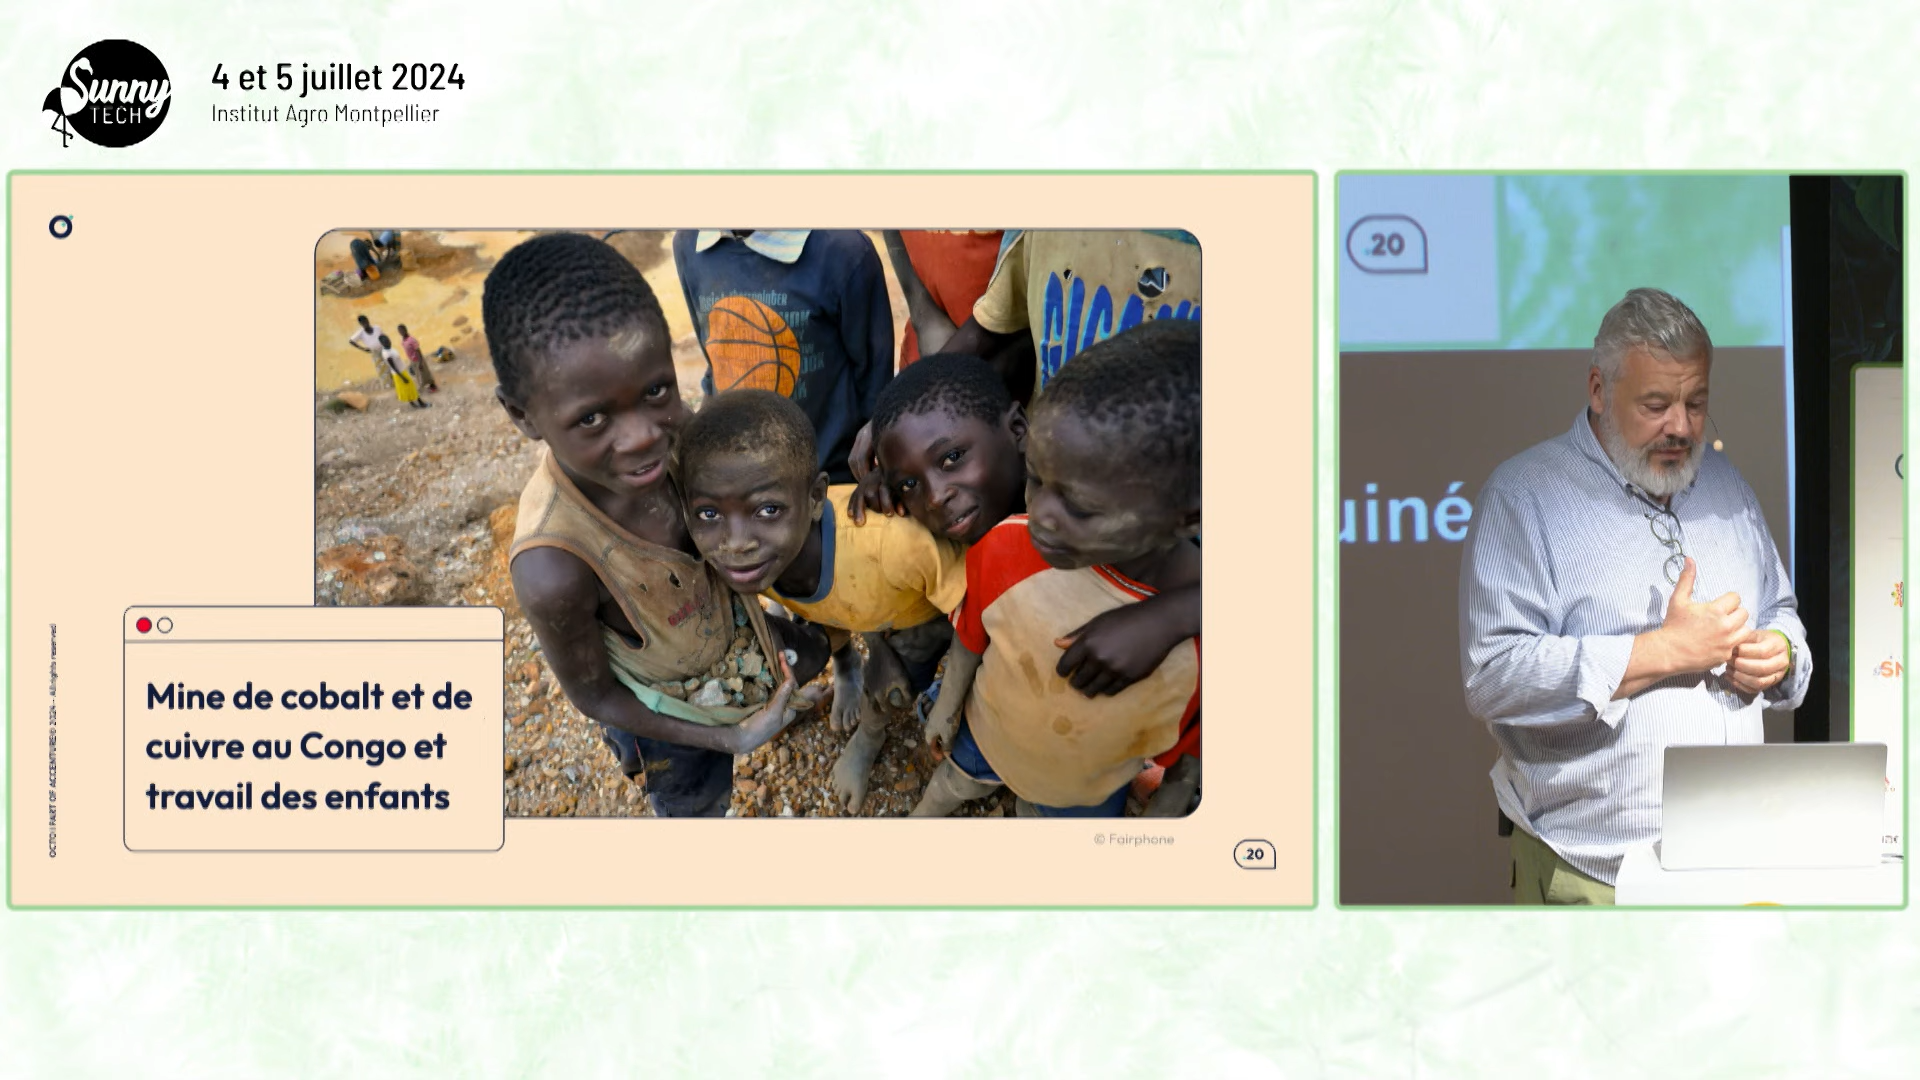 Sunny
TECH
4 et 5 juillet 2024
Institut Agro Montpellier
Mine de cobalt et de
cuivre au Congo et
travail des enfants
© Fairphone
20
OCTO | PART OF ACCENTURE © 2024 - All rights reserved
20
uiné